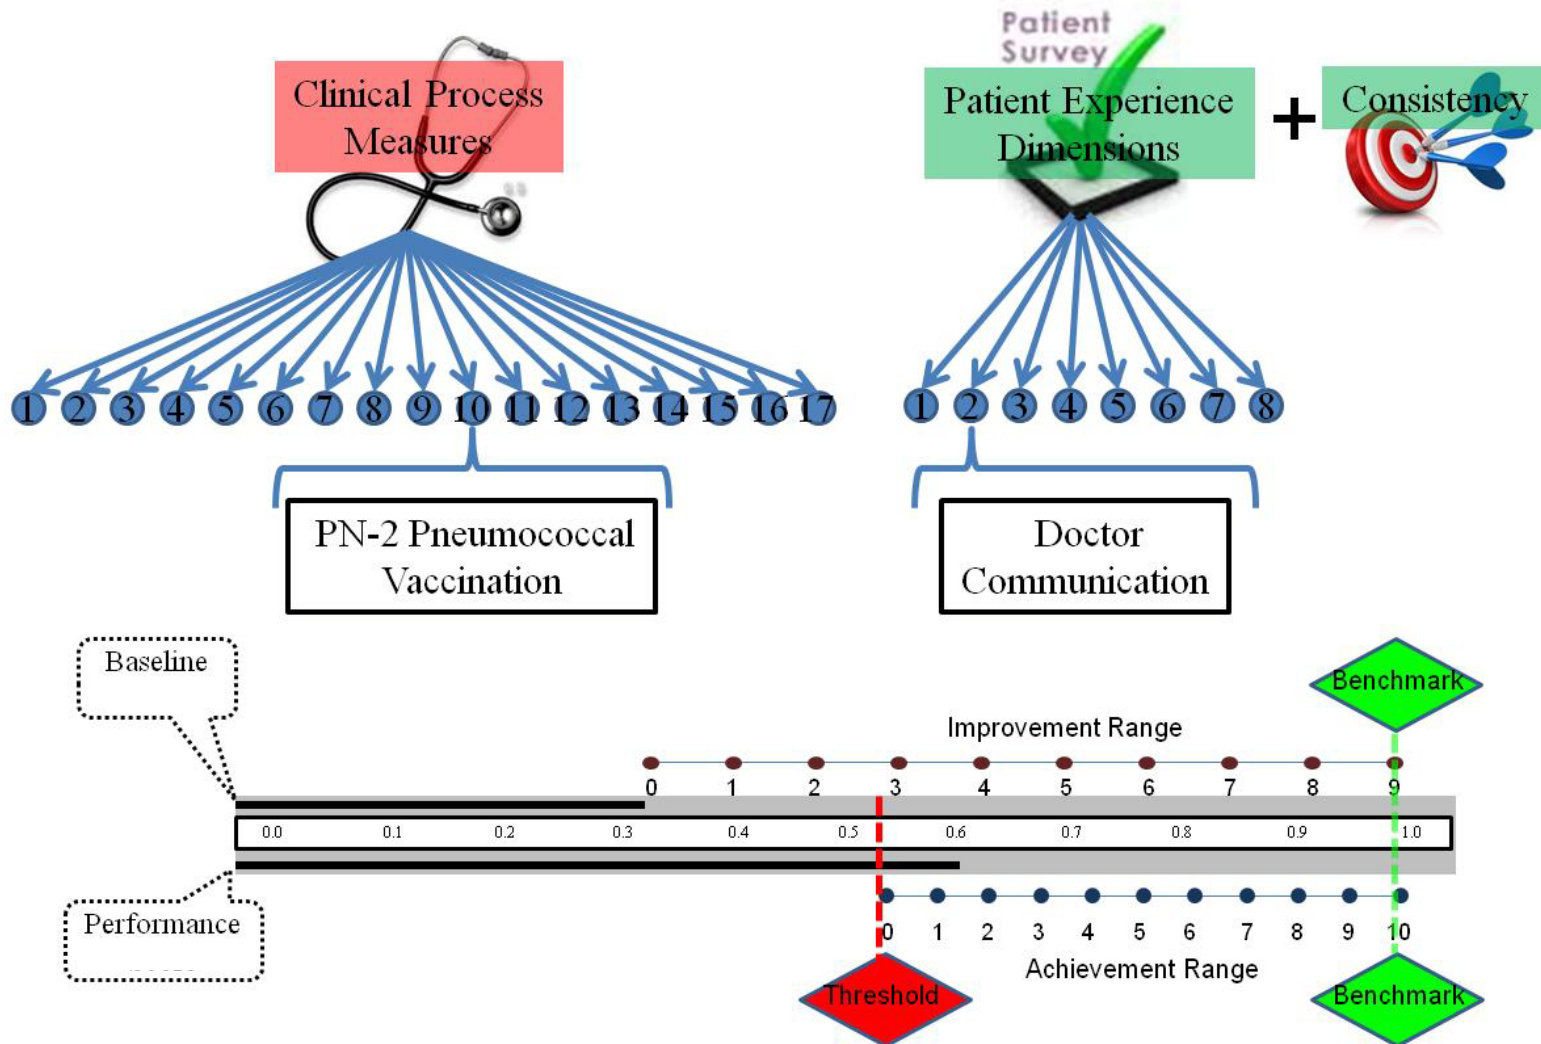 Patient
Survey
Clinical Process
Measures
Patient Experience
Dimensions
+
Consistency
1 2 3 4 5 6 7 8 9 10 11 12 13 14 15 16 17
1 2 3 4 5 6 7 8
PN-2 Pneumococcal
Vaccination
Doctor
Communication
Baseline
Benchmark
Improvement Range
0 1 2 3 4 5 6 7 8 9
0.0 0.1 0.2 0.3 0.4 0.5 0.6 0.7 0.8 0.9 1.0
Performance
0 1 2 3 4 5 6 7 8 9 10
Achievement Range
Threshold
Benchmark